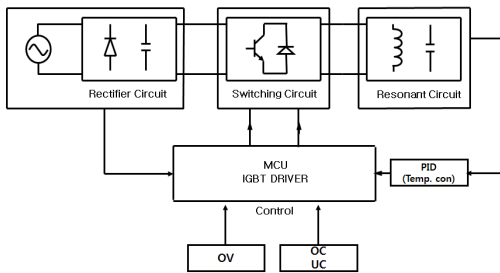 Rectifier Circuit
Switching Circuit
Resonant Circuit
MCU
IGBT DRIVER
Control
PID
(Temp. con)
OV
OC
UC